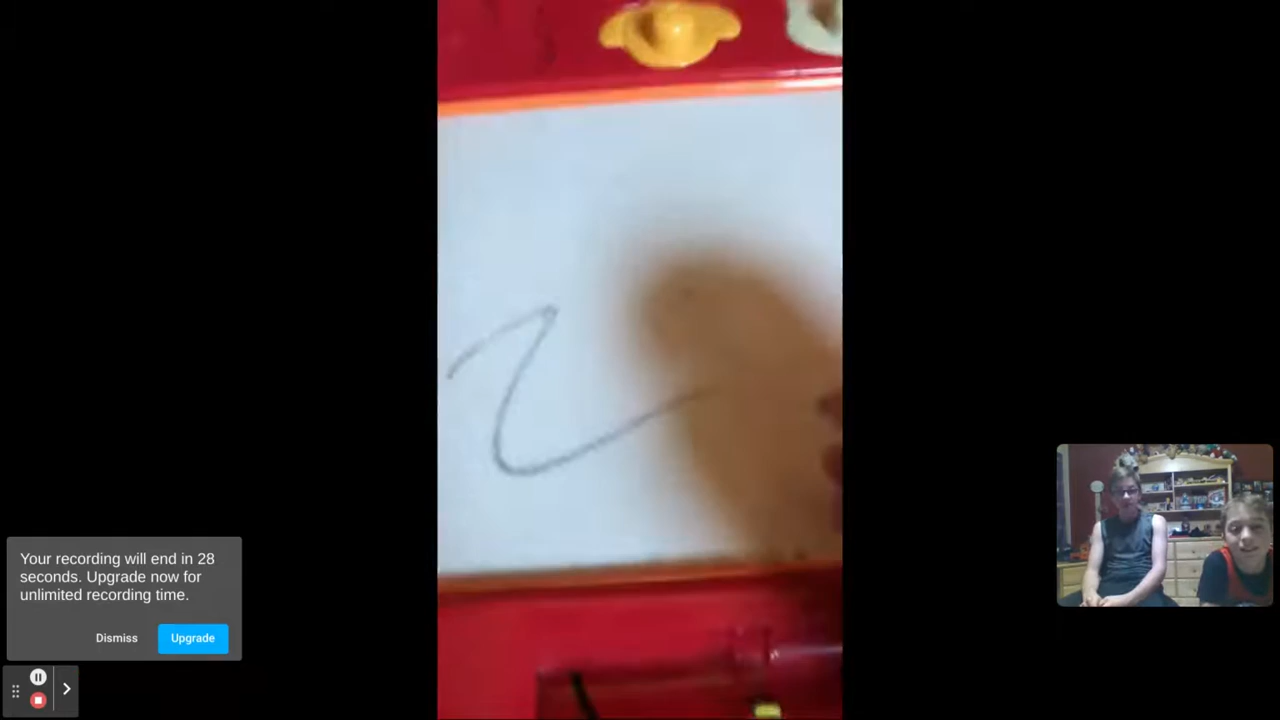 Your recording will end in 28
seconds. Upgrade now for
unlimited recording time.
Dismiss
Upgrade